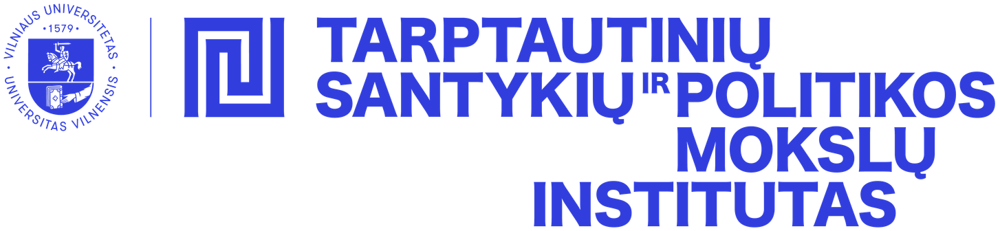 VILNIAUS UNIVERSITETAS
1579
UNIVERSITAS VILNENSIS
TARPTAUTINIŲ
SANTYKIŲ IR POLITIKOS
MOKSLŲ
INSTITUTAS